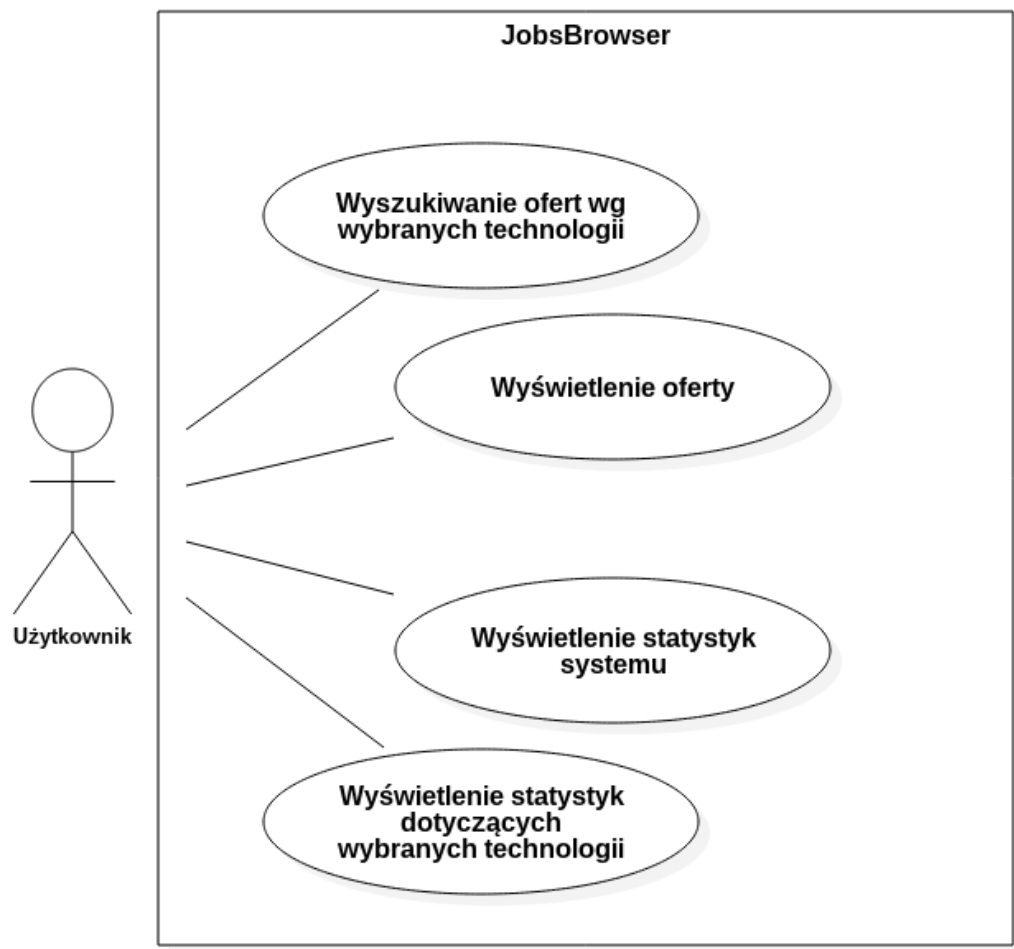 JobsBrowser
Wyszukiwanie ofert wg
wybranych technologii
Wyświetlenie oferty
Użytkownik
Wyświetlenie statystyk
systemu
Wyświetlenie statystyk
dotyczących
wybranych technologii